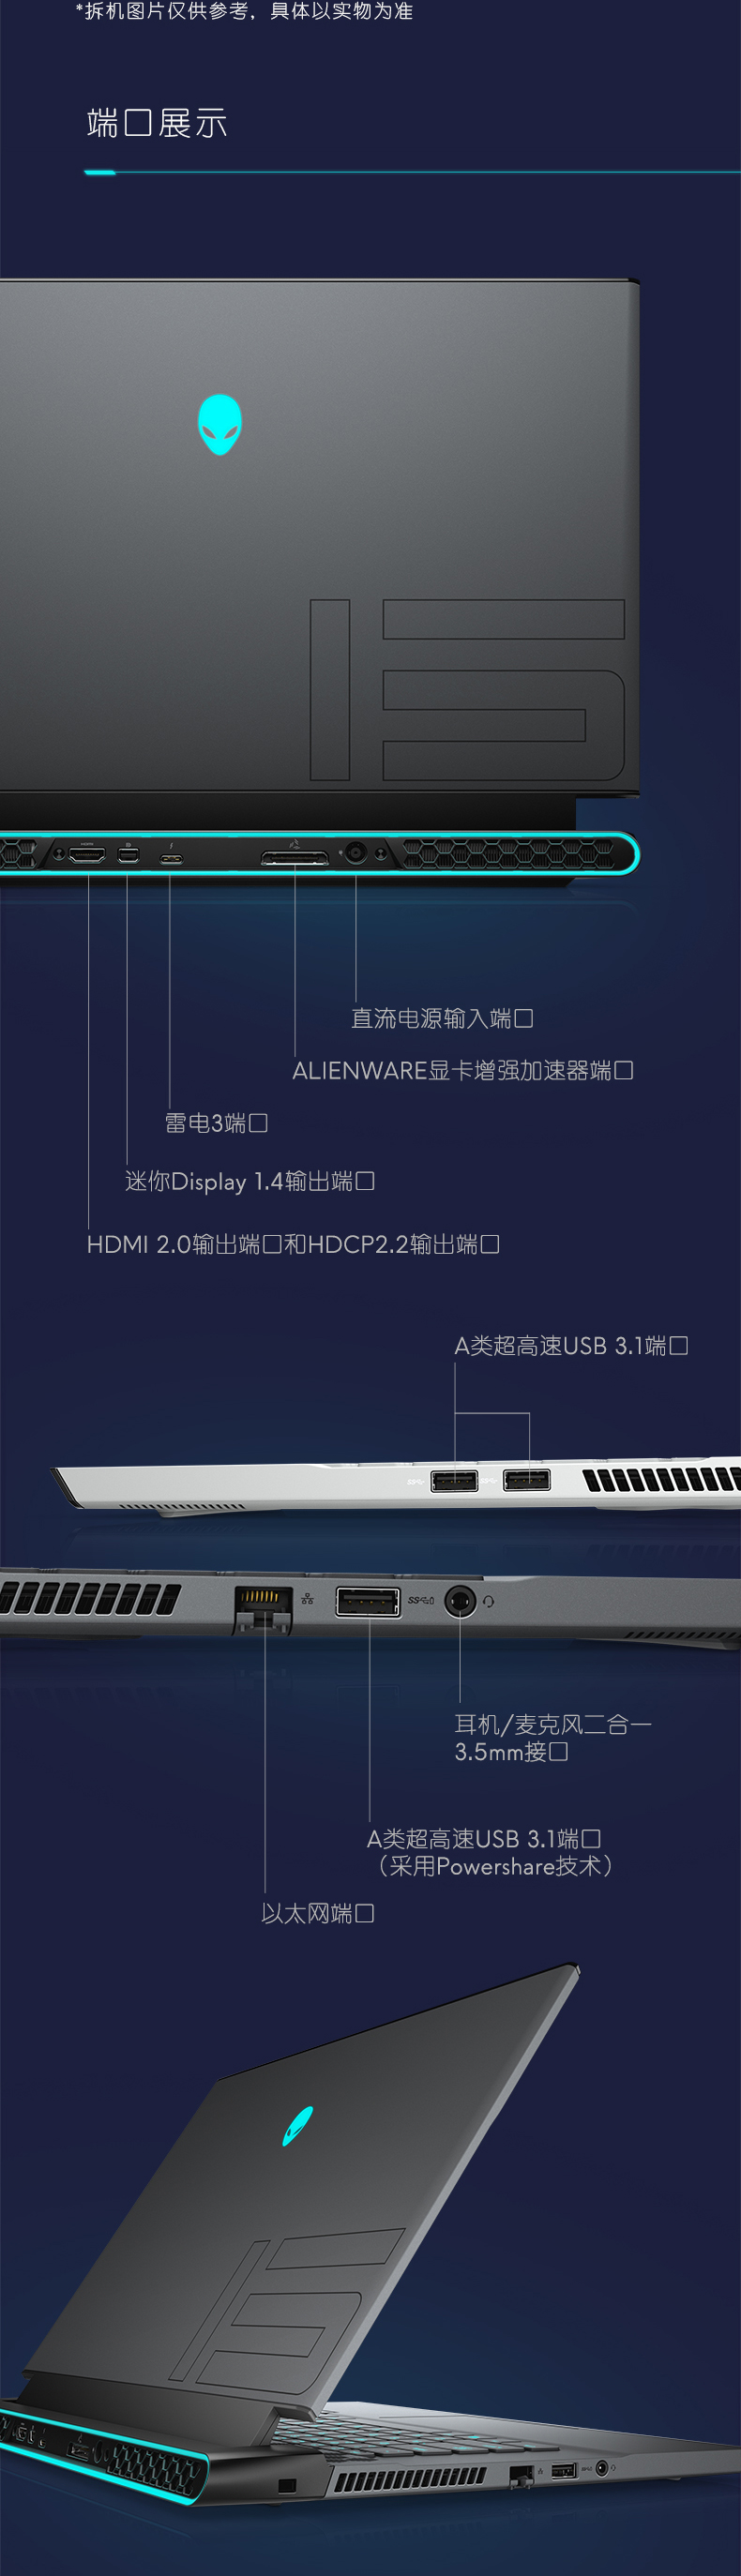 *拆机图片仅供参考，具体以实物为准
端口展示
15
HDMI
直流电源输入端口
ALIENWARE显卡增强加速器端口
雷电3端口
迷你Display 1.4输出端口
HDMI 2.0输出端口和HDCP2.2输出端口
A类超高速USB 3.1端口
耳机/麦克风二合一
3.5mm接口
A类超高速USB 3.1端口
（采用Powershare技术）
以太网端口
15